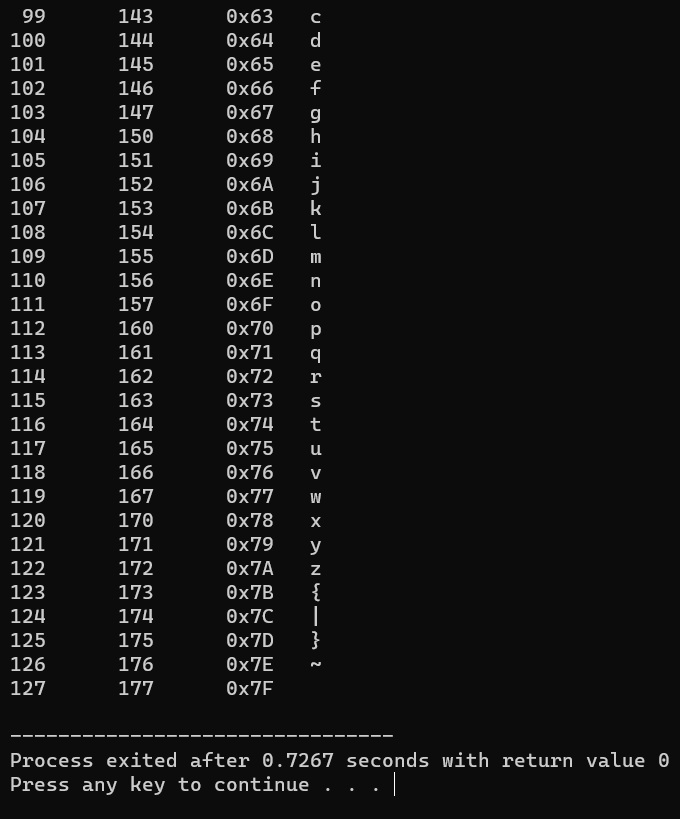 99      143      0x63   c
100      144      0x64   d
101      145      0x65   e
102      146      0x66   f
103      147      0x67   g
104      150      0x68   h
105      151      0x69   i
106      152      0x6A   j
107      153      0x6B   k
108      154      0x6C   l
109      155      0x6D   m
110      156      0x6E   n
111      157      0x6F   o
112      160      0x70   p
113      161      0x71   q
114      162      0x72   r
115      163      0x73   s
116      164      0x74   t
117      165      0x75   u
118      166      0x76   v
119      167      0x77   w
120      170      0x78   x
121      171      0x79   y
122      172      0x7A   z
123      173      0x7B   {
124      174      0x7C   |
125      175      0x7D   }
126      176      0x7E   ~
127      177      0x7F
--------------------------------
Process exited after 0.7267 seconds with return value 0
Press any key to continue . . .